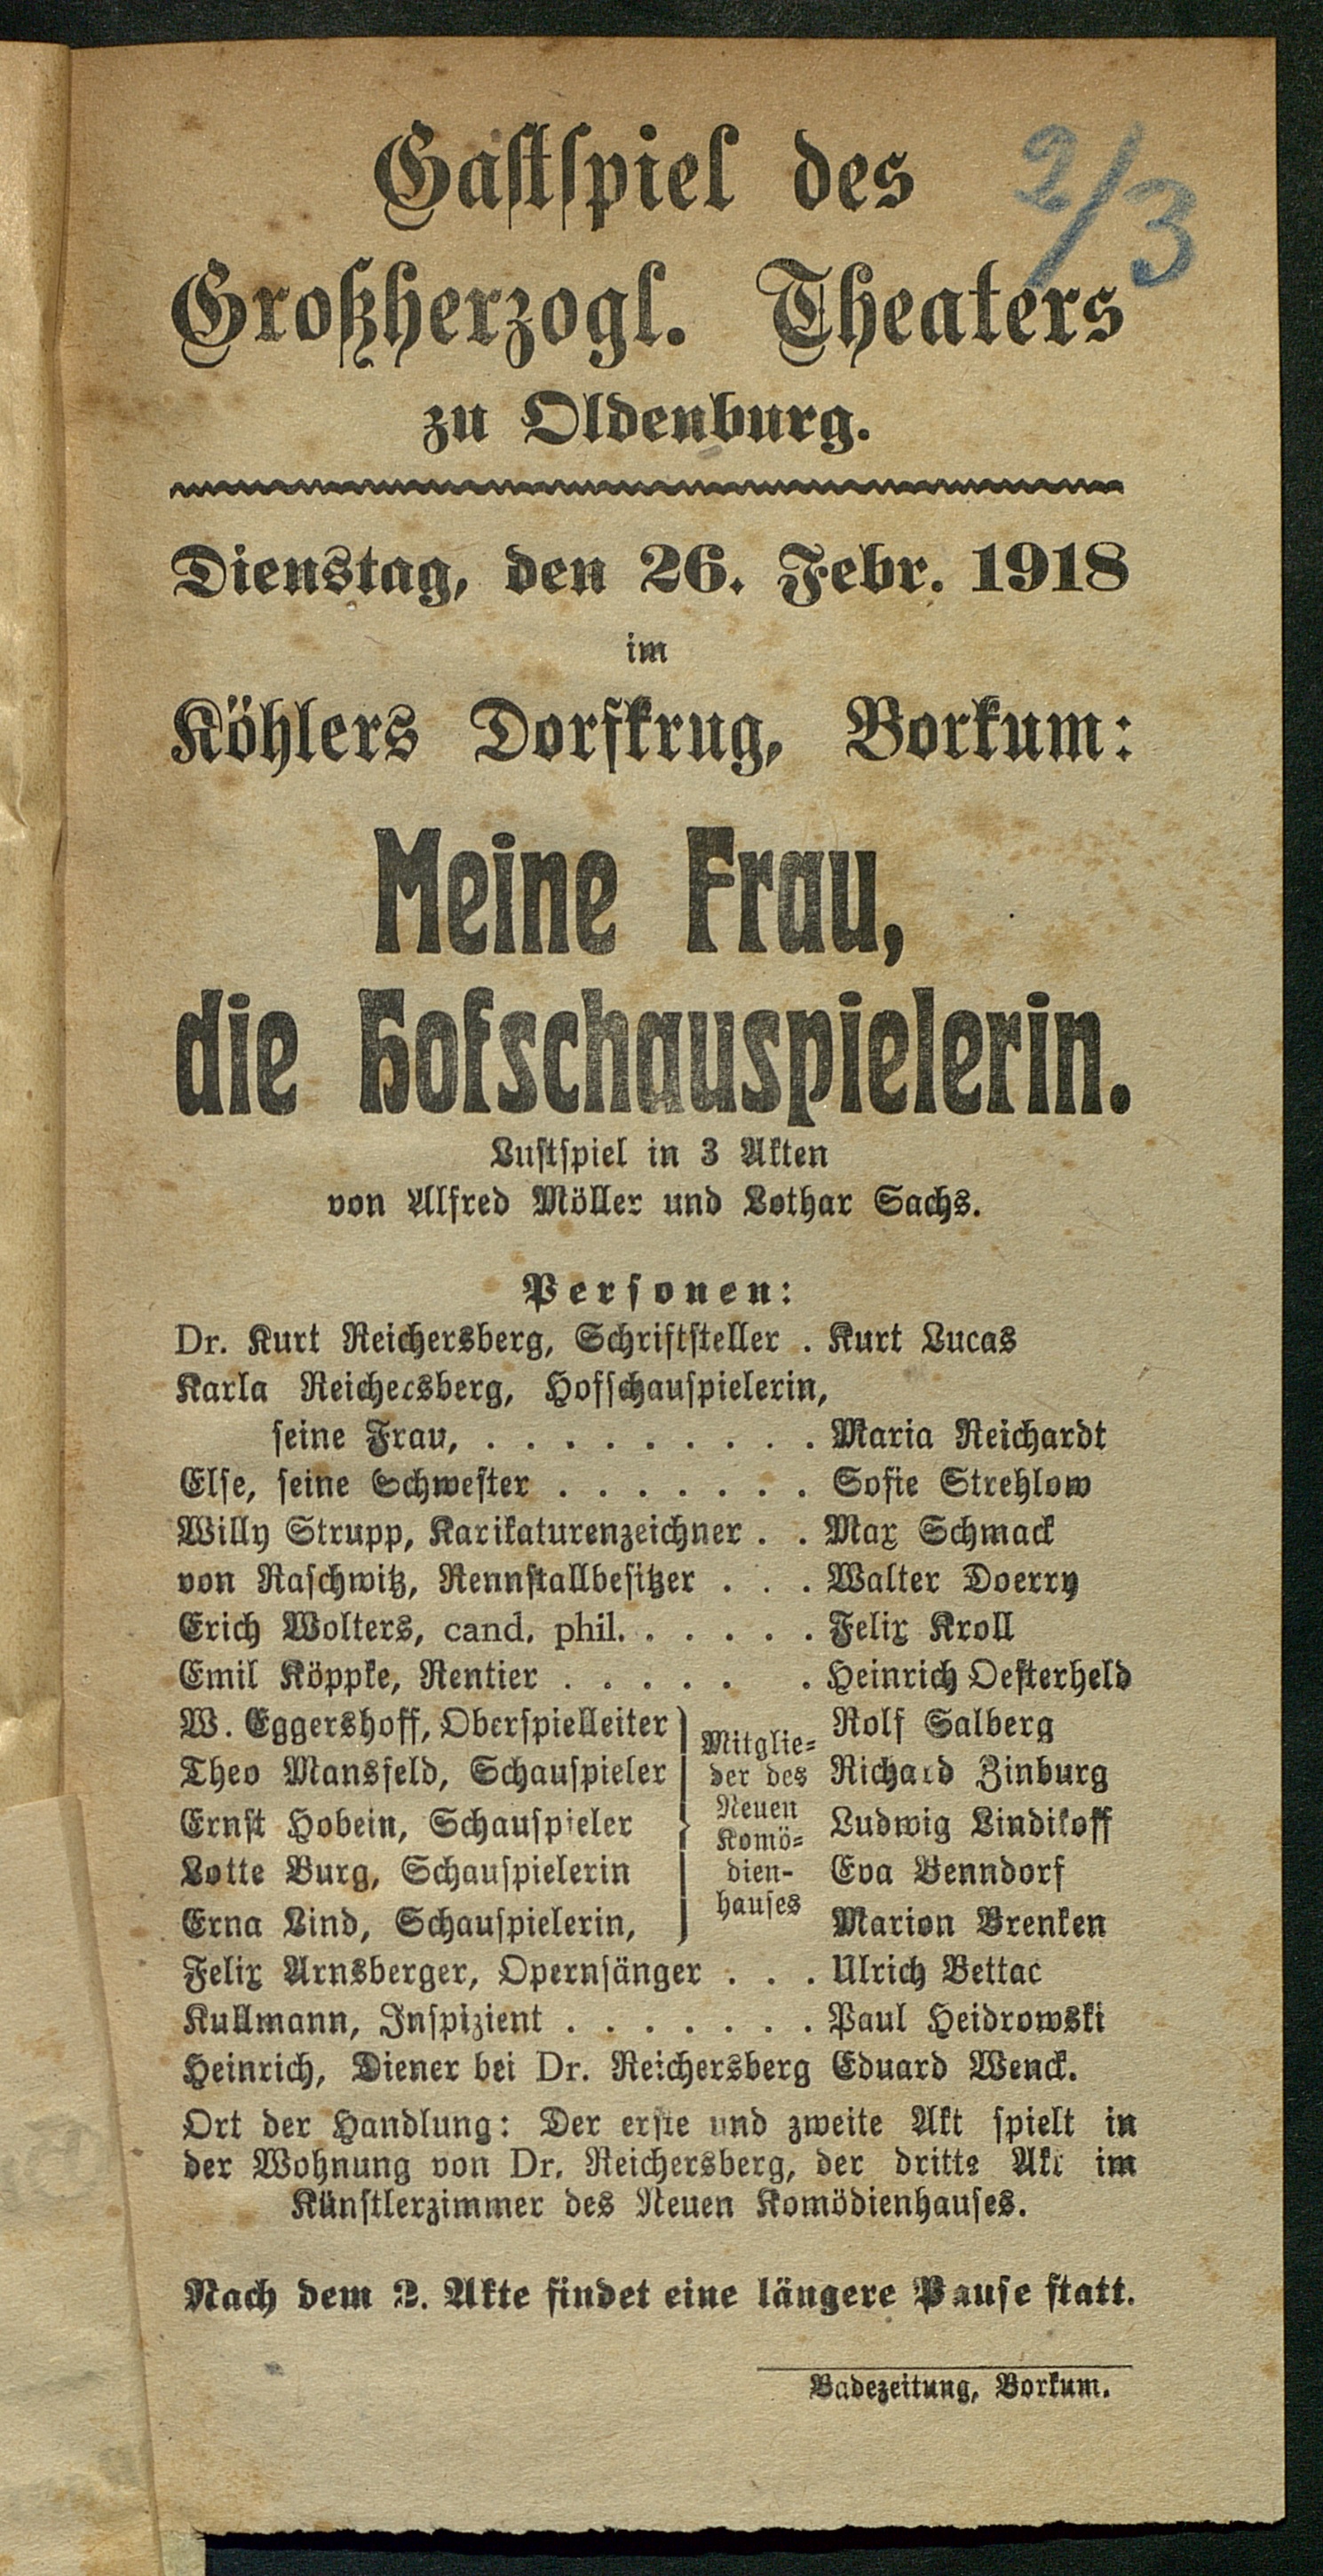 Gastspiel des
2/3
Großherzogl. Theaters
zu Oldenburg.
Dienstag, den 26. Febr. 1918
im
Köhlers Dorfkrug, Borkum:
Meine Frau,
die Hofschauspielerin.
Lustspiel in 3 Akten
von Alfred Möller und Lothar Sachs.
Personen:
Dr. Kurt Reichersberg, Schriftsteller . Kurt Lucas
Karla Reichersberg, Hofschauspielerin,
seine Frau, . . . . . . . . . Maria Reichardt
Else, seine Schwester . . . . . . . Sofie Strehlow
Willy Strupp, Karikaturenzeichner . . Max Schmack
von Raschwitz, Rennstallbesitzer . . . Walter Doerry
Erich Wolters, cand. phil. . . . . . Felix Kroll
Emil Köppke, Rentier . . . . . . Heinrich Oesterheld
W. Eggershoff, Oberspielleiter Rolf Salberg
Theo Mansfeld, Schauspieler Richard Zinburg
Ernst Hobein, Schauspieler Ludwig Lindikoff
Lotte Burg, Schauspielerin Eva Benndorf
Erna Lind, Schauspielerin, Marion Brenken
Mitglie-
der des
Neuen
Komö-
dien-
hauses
Felix Arnsberger, Opernsänger . . . Ulrich Bettac
Kullmann, Inspizient . . . . . . . Paul Heidrowski
Heinrich, Diener bei Dr. Reichersberg Eduard Wenck.
Ort der Handlung: Der erste und zweite Akt spielt in
der Wohnung von Dr. Reichersberg, der dritte Akt im
Künstlerzimmer des Neuen Komödienhauses.
Nach dem 2. Akte findet eine längere Pause statt.
Badezeitung, Borkum.